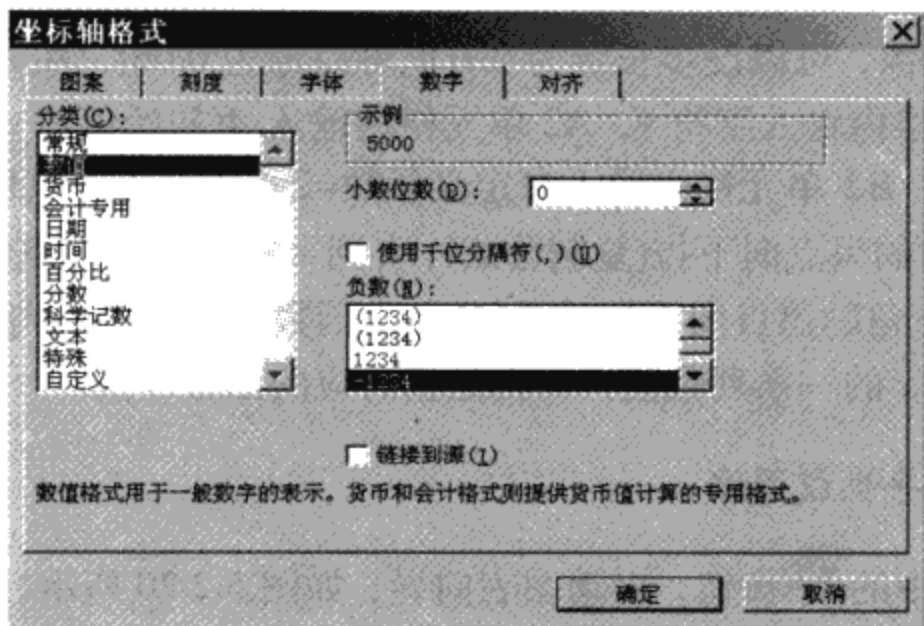 坐标轴格式
图案 刻度 字体 数字 对齐
分类(C):
常规
货币
会计专用
日期
时间
百分比
分数
科学记数
文本
特殊
自定义
示例
5000
小数位数(D): 0
使用千位分隔符(,)(U)
负数(N):
(1234)
(1234)
1234
-1234
链接到源(I)
数值格式用于一般数字的表示。货币和会计格式则提供货币值计算的专用格式。
确定 取消